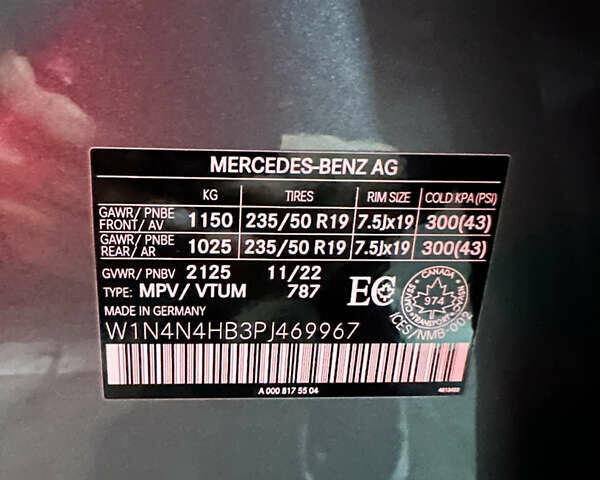 MERCEDES-BENZ AG
KG TIRES RIM SIZE COLD KPA (PSI)
GAWR/ PNBE FRONT/ AV 1150 235/50 R19 7.5Jx19 300(43)
GAWR/ PNBE REAR/ AR 1025 235/50 R19 7.5Jx19 300(43)
GVWR/ PNBV 2125 11/22
TYPE: MPV/ VTUM 787
EC
CANADA
974
TRANSPORT
ICES/NMB-002
MADE IN GERMANY
W1N4N4HB3PJ469967
A 000 817 55 04